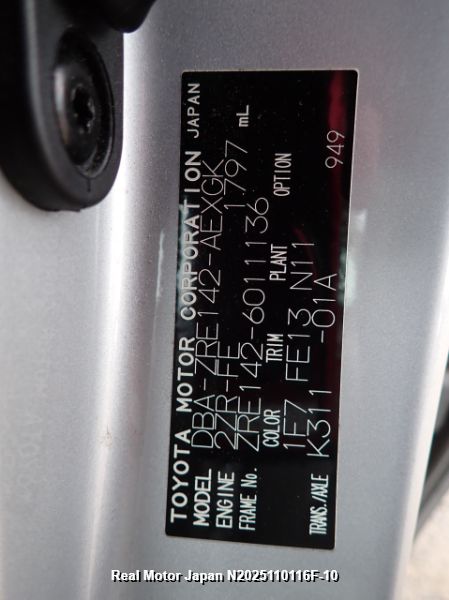 TOYOTA MOTOR CORPORATION JAPAN
MODEL DBA-ZRE142-AEXGK
ENGINE 2ZR-FE 1797 mL
FRAME No. ZRE142-6011136
COLOR TRIM PLANT OPTION
1F7 FE13 N11 949
TRANS./AXLE K311 -01A
Real Motor Japan N2025110116F-10